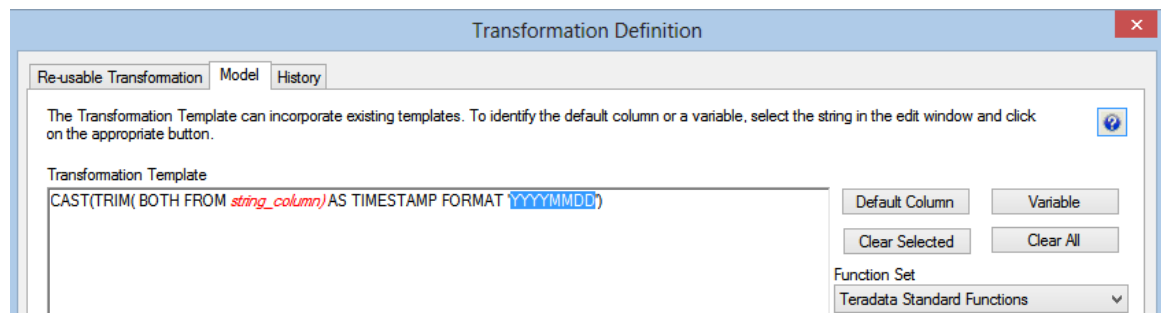 Transformation Definition
Re-usable Transformation Model History
The Transformation Template can incorporate existing templates. To identify the default column or a variable, select the string in the edit window and click
on the appropriate button.
Transformation Template
CAST(TRIM( BOTH FROM string_column) AS TIMESTAMP FORMAT 'YYYYMMDD')
Default Column Variable
Clear Selected Clear All
Function Set
Teradata Standard Functions